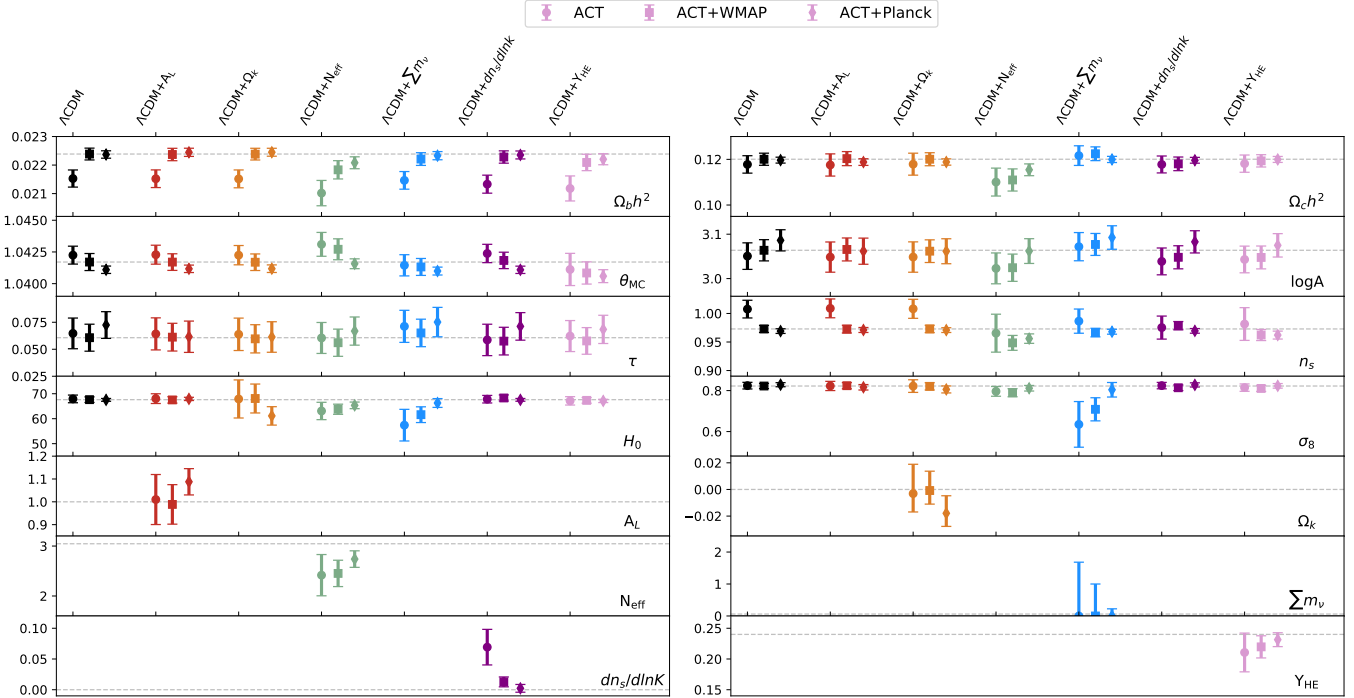 ACT ACT+WMAP ACT+Planck
ΛCDM ΛCDM+A_L ΛCDM+Ω_k ΛCDM+N_eff ΛCDM+∑m_ν ΛCDM+dn_s/dlnk ΛCDM+Y_HE
ΛCDM ΛCDM+A_L ΛCDM+Ω_k ΛCDM+N_eff ΛCDM+∑m_ν ΛCDM+dn_s/dlnk ΛCDM+Y_HE
0.023
0.022
0.021
Ω_b h²
1.0450
1.0425
1.0400
θ_MC
0.075
0.050
0.025
τ
70
60
50
H_0
1.2
1.1
1.0
0.9
A_L
3
2
N_eff
0.10
0.05
0.00
dn_s/dlnK
0.12
0.10
Ω_c h²
3.1
3.0
logA
1.00
0.95
0.90
n_s
0.8
0.6
σ_8
0.02
0.00
−0.02
Ω_k
2
1
0
∑m_ν
0.25
0.20
0.15
Y_HE